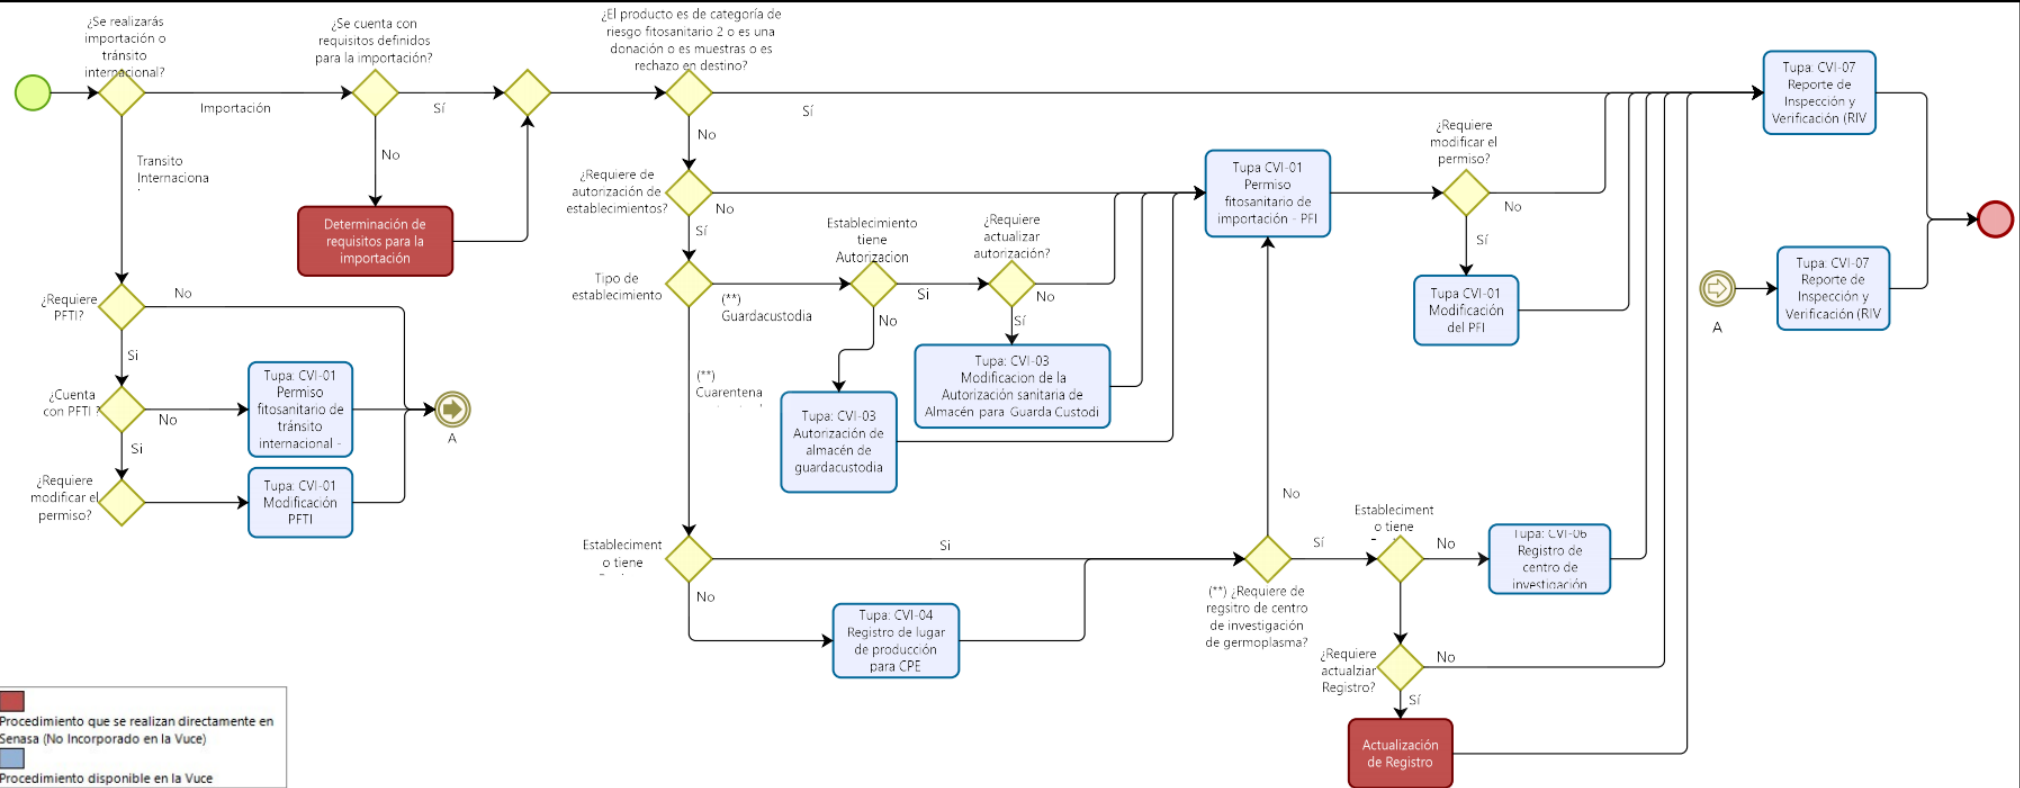 ¿Se realizarás
importación o
tránsito
internacional?
¿Se cuenta con
requisitos definidos
para la importación?
¿El producto es de categoría de
riesgo fitosanitario 2 o es una
donación o es muestras o es
rechazo en destino?
Importación
Sí
Sí
No
No
Transito
Internaciona
Determinación de
requisitos para la
importación
¿Requiere de
autorización de
establecimientos?
No
Sí
Tipo de
establecimiento
(**)
Guardacustodia
Establecimiento
tiene
Autorizacion
Si
No
¿Requiere
actualizar
autorización?
No
Sí
Tupa: CVI-03
Modificacion de la
Autorización sanitaria de
Almacén para Guarda Custodi
Tupa: CVI-03
Autorización de
almacén de
guardacustodia
(**)
Cuarentena
Tupa CVI-01
Permiso
fitosanitario de
importación - PFI
¿Requiere
modificar el
permiso?
No
Sí
Tupa CVI-01
Modificación
del PFI
Tupa: CVI-07
Reporte de
Inspección y
Verificación (RIV
A
Tupa: CVI-07
Reporte de
Inspección y
Verificación (RIV
¿Requiere
PFTI?
No
Si
¿Cuenta
con PFTI ?
No
Si
Tupa: CVI-01
Permiso
fitosanitario de
tránsito
internacional -
A
¿Requiere
modificar el
permiso?
Tupa: CVI-01
Modificación
PFTI
Estableciment
o tiene
Si
No
Tupa: CVI-04
Registro de lugar
de producción
para CPE
No
Sí
(**) ¿Requiere de
regsitro de centro
de investigación
de germoplasma?
Estableciment
o tiene
No
Tupa: CVI-06
Registro de
centro de
investigación
¿Requiere
actualziar
Registro?
No
Sí
Actualización
de Registro
Procedimiento que se realizan directamente en
Senasa (No Incorporado en la Vuce)
Procedimiento disponible en la Vuce